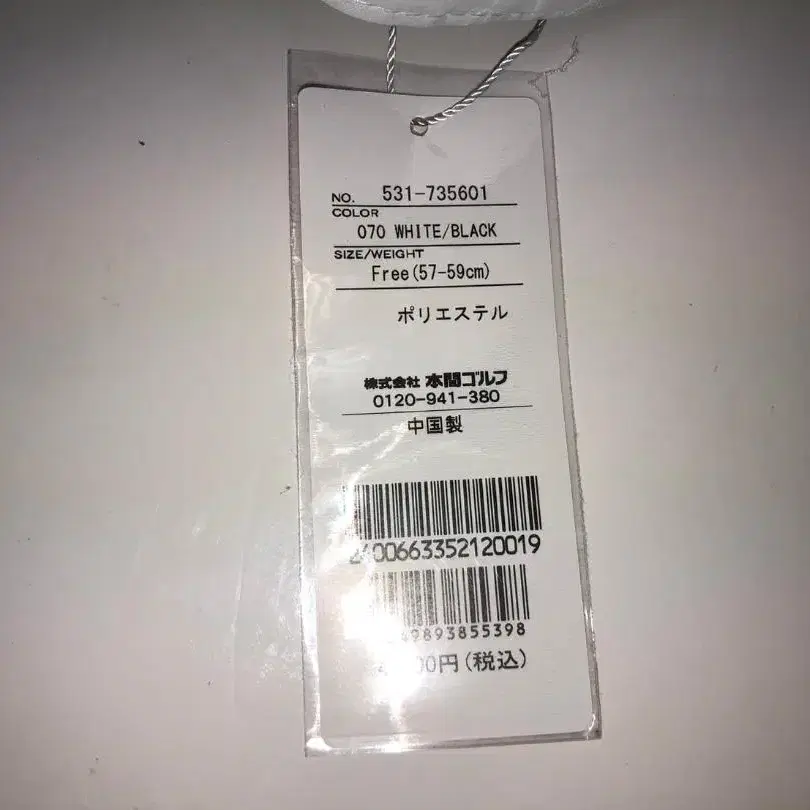 NO. 531-735601
COLOR
070 WHITE/BLACK
SIZE/WEIGHT
Free(57-59cm)
ポリエステル
株式会社 本間ゴルフ
0120-941-380
中国製
2400663352120019
9893855398
00円(税込)